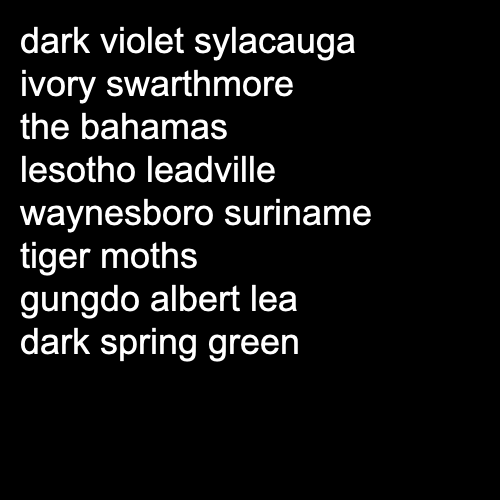 dark violet sylacauga
ivory swarthmore
the bahamas
lesotho leadville
waynesboro suriname
tiger moths
gungdo albert lea
dark spring green